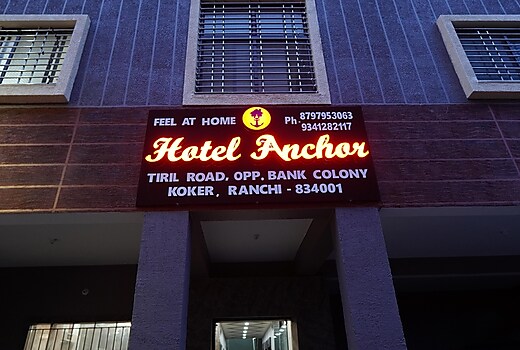 FEEL AT HOME Ph. 8797953063
9341282117
Hotel Anchor
TIRIL ROAD, OPP. BANK COLONY
KOKER, RANCHI - 834001